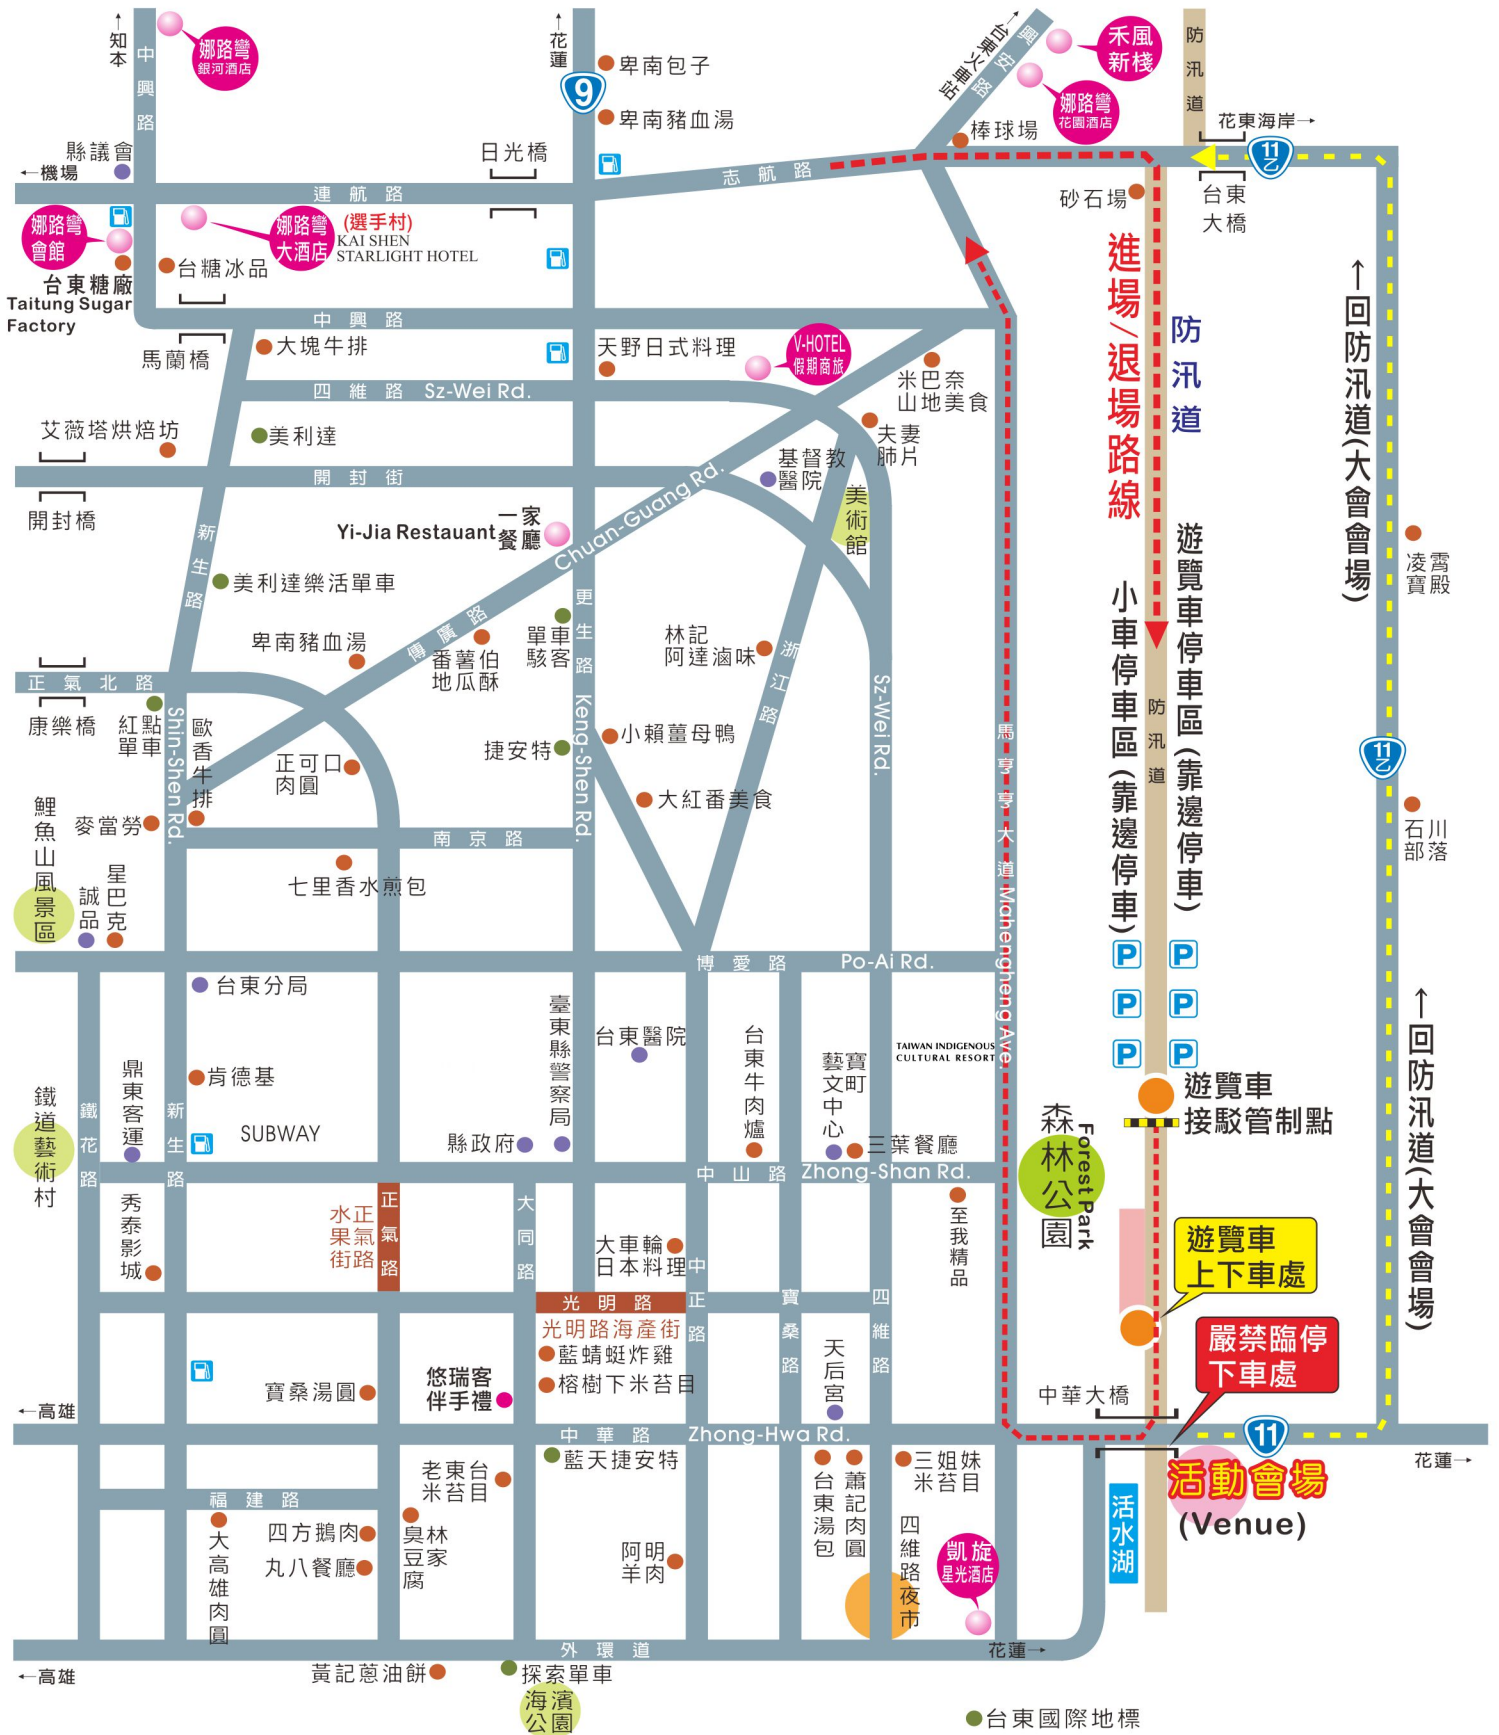 ←知本
中興路
娜路彎
銀河酒店
←花蓮
9
卑南包子
卑南豬血湯
台東火車站→
興安路
禾風
新棧
娜路彎
花園酒店
棒球場
防汛道
花東海岸→
11乙
台東
大橋
縣議會
←機場
日光橋
連航路
志航路
砂石場
娜路彎
會館
娜路彎
大酒店
(選手村)
KAI SHEN
STARLIGHT HOTEL
台東糖廠
Taitung Sugar
Factory
台糖冰品
馬蘭橋
中興路
大塊牛排
天野日式料理
V-HOTEL
假期商旅
米巴奈
山地美食
四維路 Sz-Wei Rd.
艾薇塔烘焙坊
美利達
夫妻
肺片
基督教
醫院
美術館
開封街
開封橋
Yi-Jia Restauant
一家
餐廳
Chuan-Guang Rd.
傳廣路
新生路
美利達樂活單車
更生路
單車
駭客
卑南豬血湯
番薯伯
地瓜酥
林記
阿達滷味
浙江路
正氣北路
康樂橋
紅點
單車
Shin-Shen Rd.
歐香牛排
正可口
肉圓
捷安特
Keng-Shen Rd.
小賴薑母鴨
大紅番美食
Sz-Wei Rd.
馬亨亨大道 Mahengheng Ave.
進場/退場路線
防汛道
遊覽車停車區(靠邊停車)
小車停車區(靠邊停車)
防汛道
P
P
P
P
P
P
←回防汛道(大會會場)
凌霄
寶殿
11乙
石川
部落
←回防汛道(大會會場)
鯉魚山風景區
麥當勞
誠品
星巴克
南京路
七里香水煎包
博愛路 Po-Ai Rd.
台東分局
臺東縣警察局
台東醫院
台東牛肉爐
藝文中心
寶町
TAIWAN INDIGENOUS
CULTURAL RESORT
遊覽車
接駁管制點
鐵道藝術村
鐵花路
鼎東客運
新生路
肯德基
SUBWAY
縣政府
三葉餐廳
中山路 Zhong-Shan Rd.
森林公園
Forest Park
秀泰影城
正氣路
水果街
正氣路
大同路
大車輪
日本料理
中正路
寶桑路
四維路
至我精品
遊覽車
上下車處
嚴禁臨停
下車處
光明路
光明路海產街
藍蜻蜓炸雞
榕樹下米苔目
天后宮
寶桑湯圓
悠瑞客
伴手禮
中華大橋
←高雄
中華路 Zhong-Hwa Rd.
11
花蓮→
活動會場
(Venue)
活水湖
老東台
米苔目
藍天捷安特
台東湯包
蕭記肉圓
三姐妹
米苔目
福建路
大高雄肉圓
四方鵝肉
丸八餐廳
林家
臭豆腐
阿明
羊肉
四維路夜市
凱旋
星光酒店
外環道
花蓮→
←高雄
黃記蔥油餅
探索單車
海濱
公園
台東國際地標